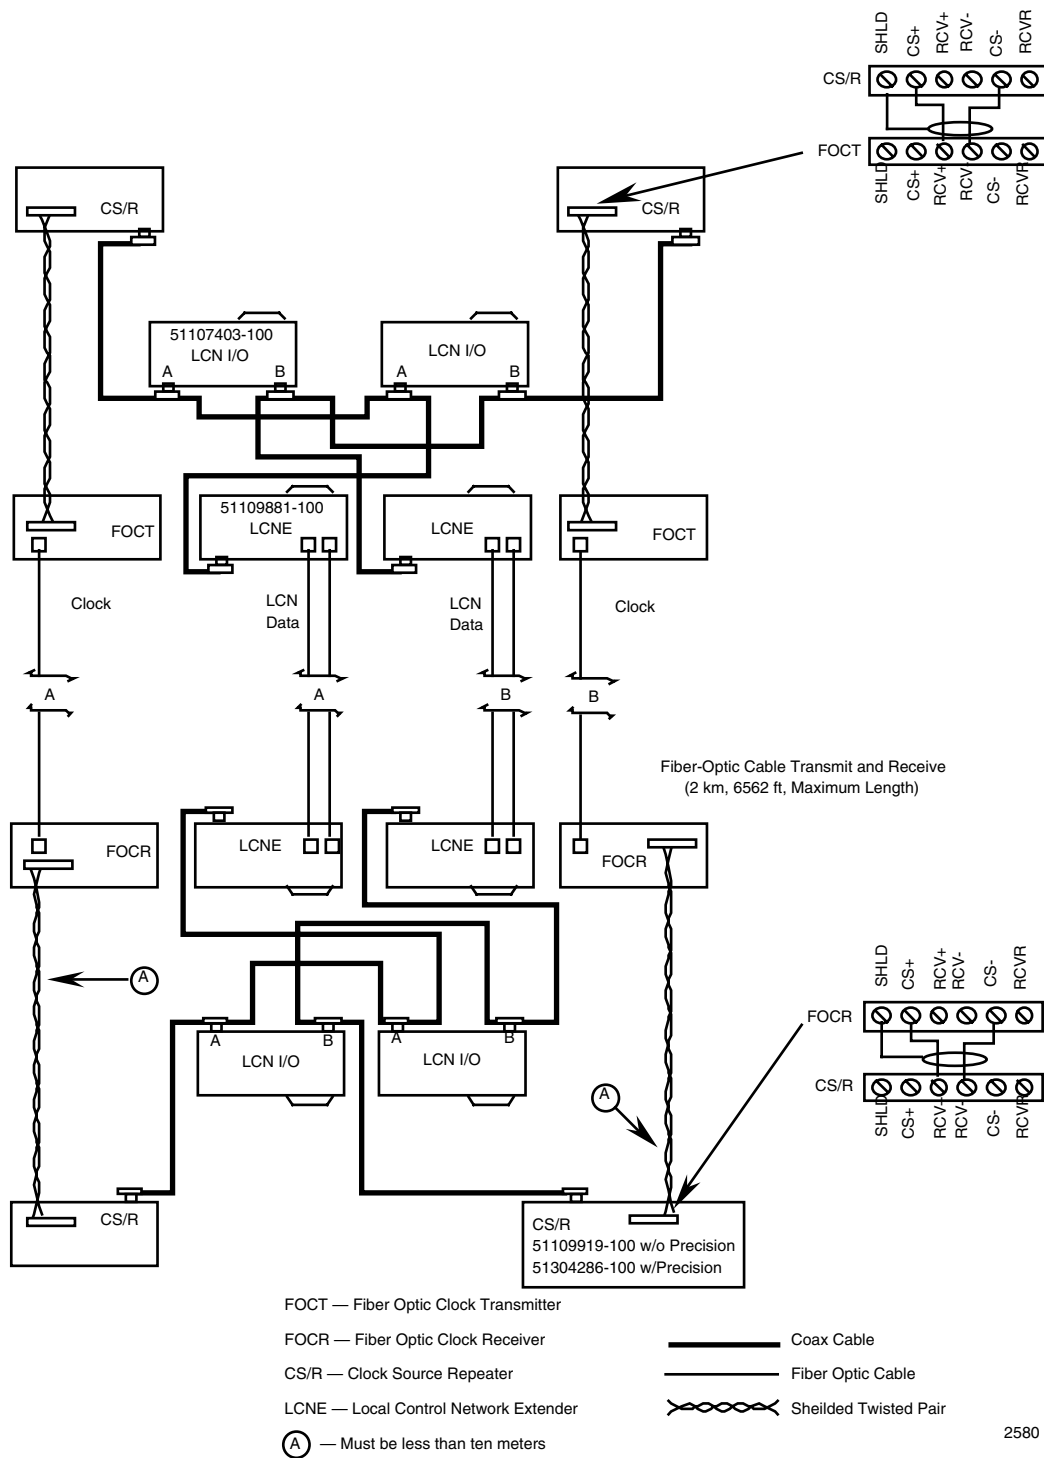 SHLD CS+ RCV+ RCV- CS- RCVR
CS/R
FOCT
SHLD CS+ RCV+ RCV- CS- RCVR
CS/R
CS/R
51107403-100
LCN I/O
A B
LCN I/O
A B
FOCT
51109881-100
LCNE
LCNE
FOCT
Clock
LCN
Data
LCN
Data
Clock
A
A
B
B
Fiber-Optic Cable Transmit and Receive
(2 km, 6562 ft, Maximum Length)
FOCR
LCNE
LCNE
FOCR
A
SHLD CS+ RCV+ RCV- CS- RCVR
FOCR
CS/R
SHLD CS+ RCV- RCV- CS- RCVR
A B
LCN I/O
A B
LCN I/O
A
CS/R
CS/R
51109919-100 w/o Precision
51304286-100 w/Precision
FOCT — Fiber Optic Clock Transmitter
FOCR — Fiber Optic Clock Receiver
Coax Cable
CS/R — Clock Source Repeater
Fiber Optic Cable
LCNE — Local Control Network Extender
Sheilded Twisted Pair
A — Must be less than ten meters
2580